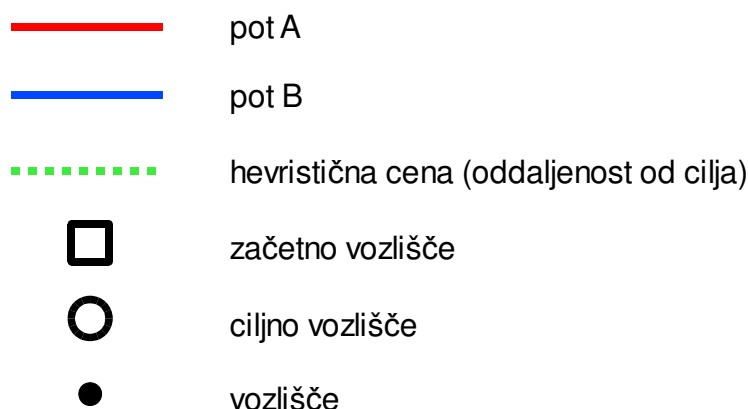 pot A
pot B
hevristična cena (oddaljenost od cilja)
začetno vozlišče
ciljno vozlišče
vozlišče